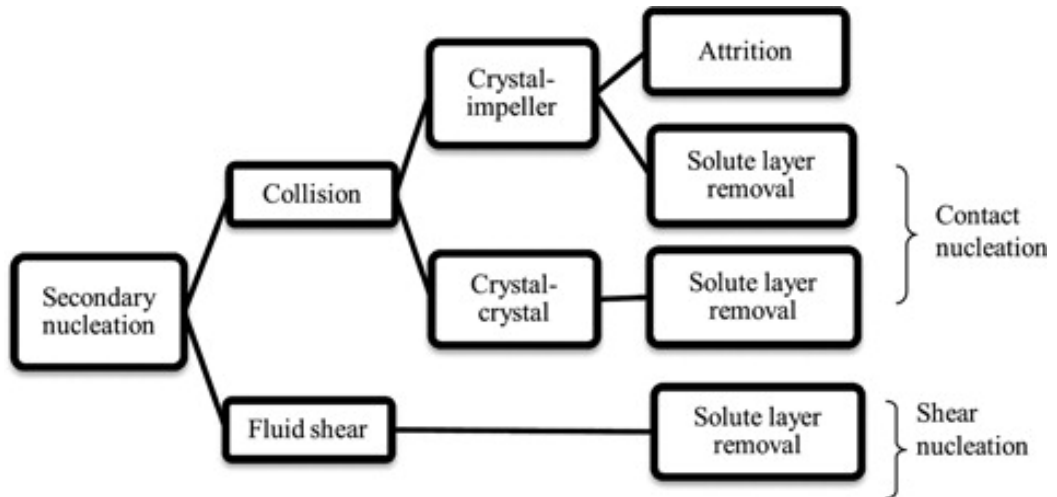 Secondary
nucleation
Collision
Fluid shear
Crystal-
impeller
Crystal-
crystal
Attrition
Solute layer
removal
Solute layer
removal
Solute layer
removal
Contact
nucleation
Shear
nucleation